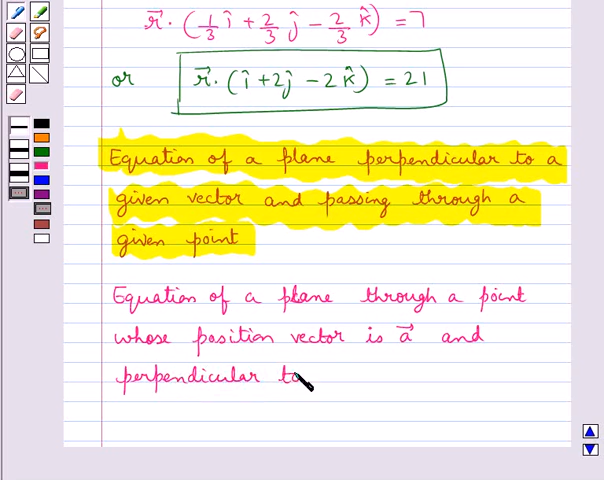 r⃗ · (1/3 î + 2/3 ĵ − 2/3 k̂) = 7
or r⃗ · (î + 2ĵ − 2k̂) = 21
Equation of a plane perpendicular to a
given vector and passing through a
given point
Equation of a plane through a point
whose position vector is a⃗ and
perpendicular to